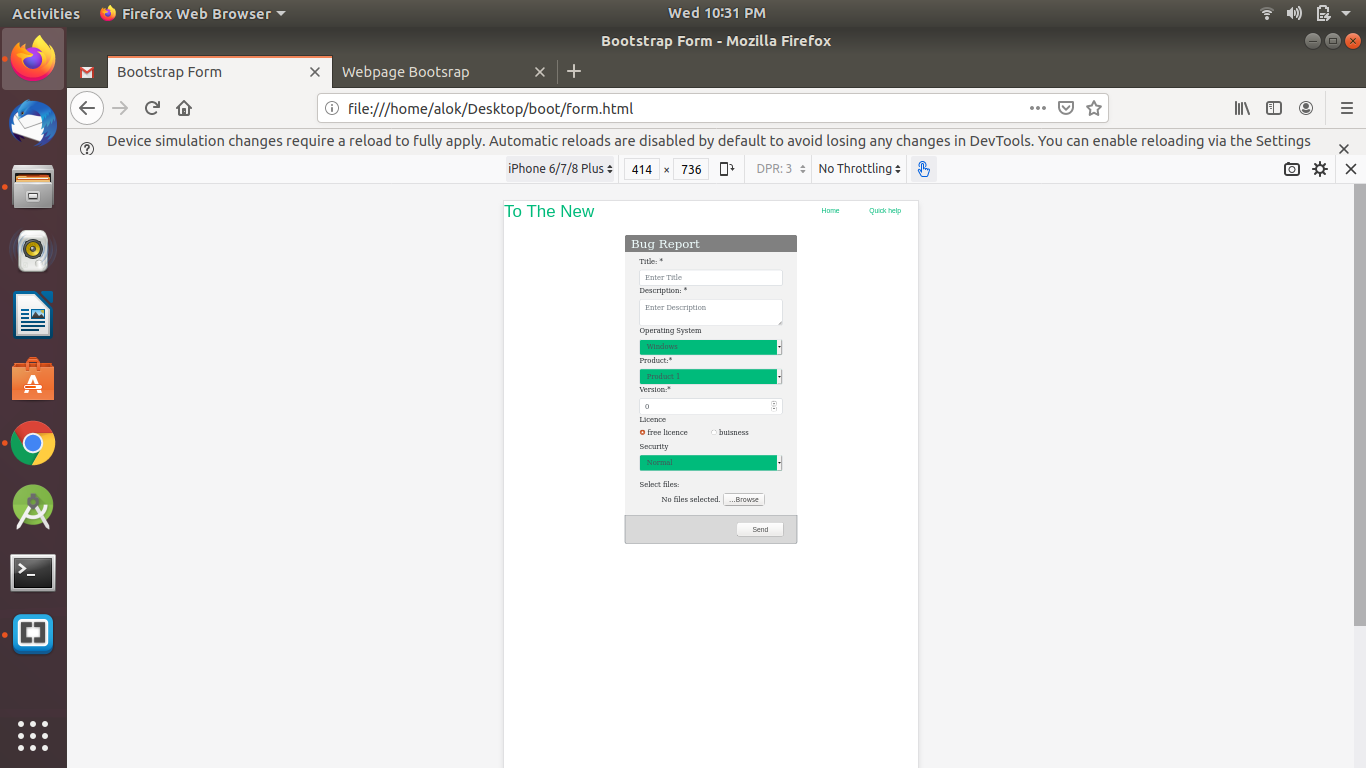 Activities Firefox Web Browser Wed 10:31 PM
Bootstrap Form - Mozilla Firefox
Bootstrap Form Webpage Bootsrap
file:///home/alok/Desktop/boot/form.html
Device simulation changes require a reload to fully apply. Automatic reloads are disabled by default to avoid losing any changes in DevTools. You can enable reloading via the Settings
iPhone 6/7/8 Plus 414 × 736 DPR: 3 No Throttling
To The New Home Quick help
Bug Report
Title: *
Enter Title
Description: *
Enter Description
Operating System
Windows
Product:*
Product 1
Version:*
0
Licence
free licence buisness
Security
Normal
Select files:
No files selected. ...Browse
Send